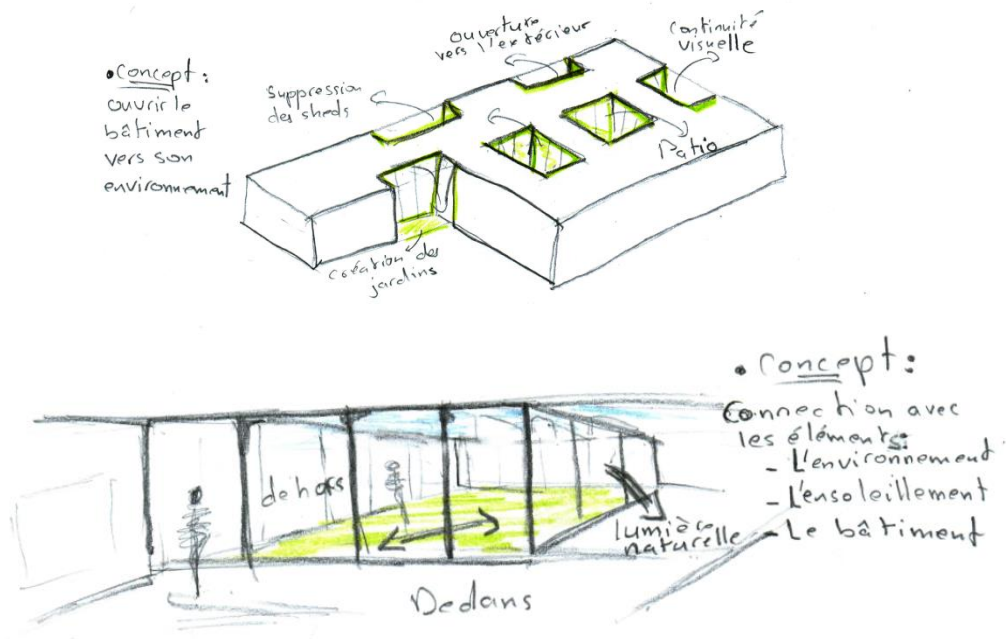 • Concept :
ouvrir le
bâtiment
vers son
environnement
Suppression
des sheds
ouverture
vers l'extérieur
continuité
visuelle
Patio
création des
jardins
• Concept :
Connection avec
les éléments:
- L'environnement
- L'ensoleillement
- Le bâtiment
dehors
lumière
naturelle
Dedans